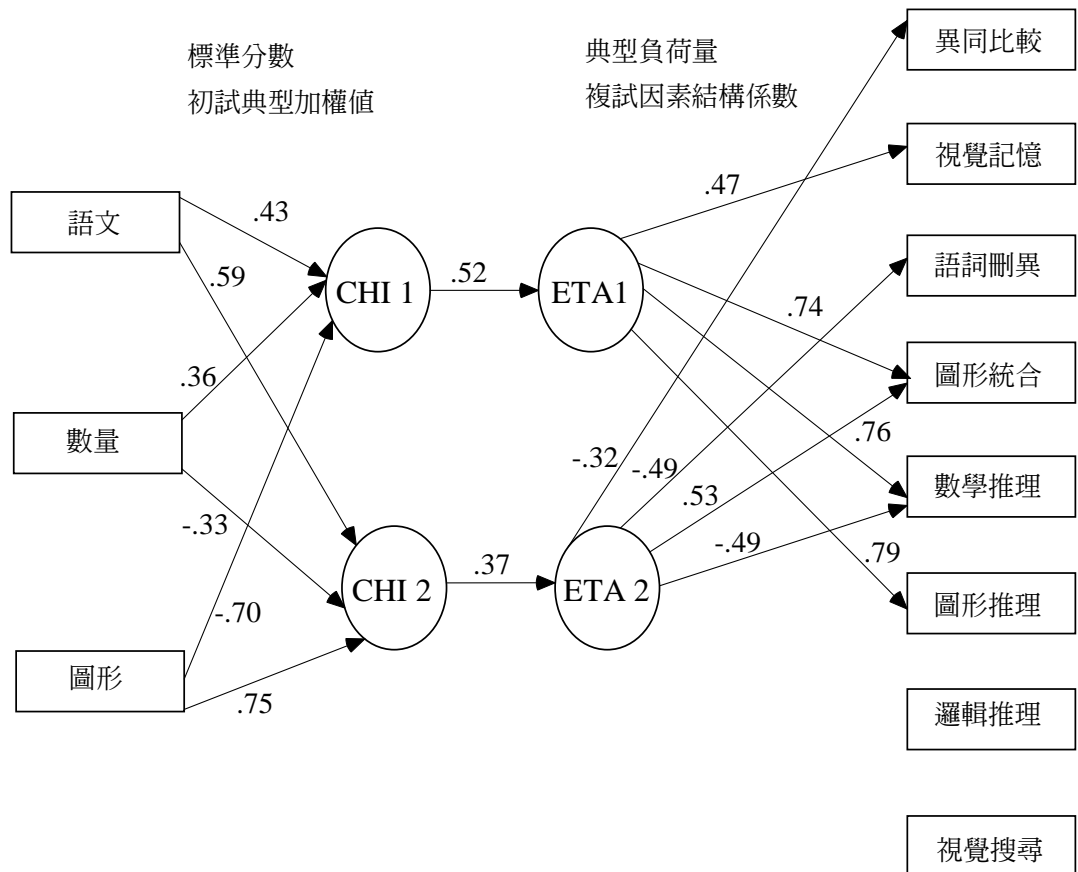 標準分數
初試典型加權值
典型負荷量
複試因素結構係數
異同比較
視覺記憶
語詞刪異
圖形統合
數學推理
圖形推理
邏輯推理
視覺搜尋
語文
數量
圖形
CHI 1
CHI 2
ETA1
ETA 2
.43
.59
.36
-.33
-.70
.75
.52
.37
.47
.74
.76
.79
-.32
-.49
.53
-.49